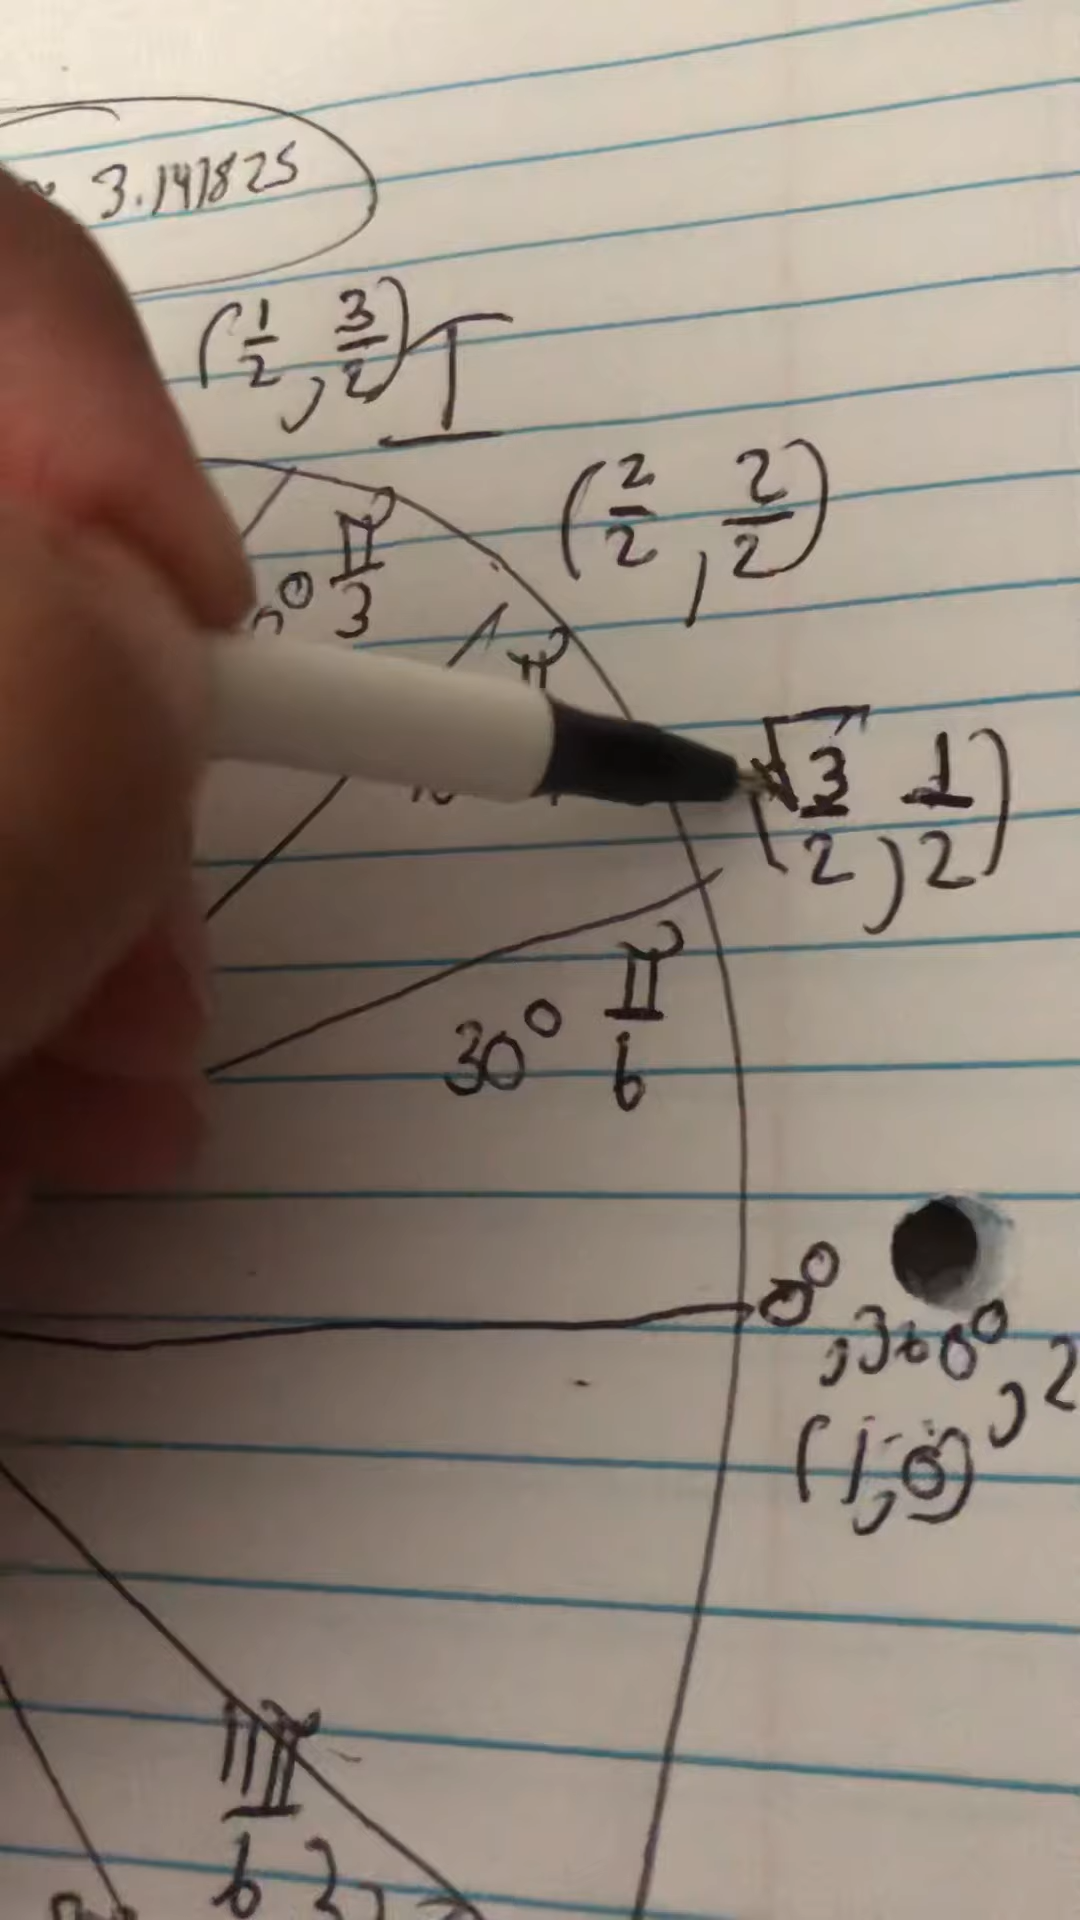 3.141825
(1/2, 3/2) I
π/3
(2/2, 2/2)
π
(√3/2, 1/2)
30° π/6
0°, 360°, 2
(1, 0)
11π/6